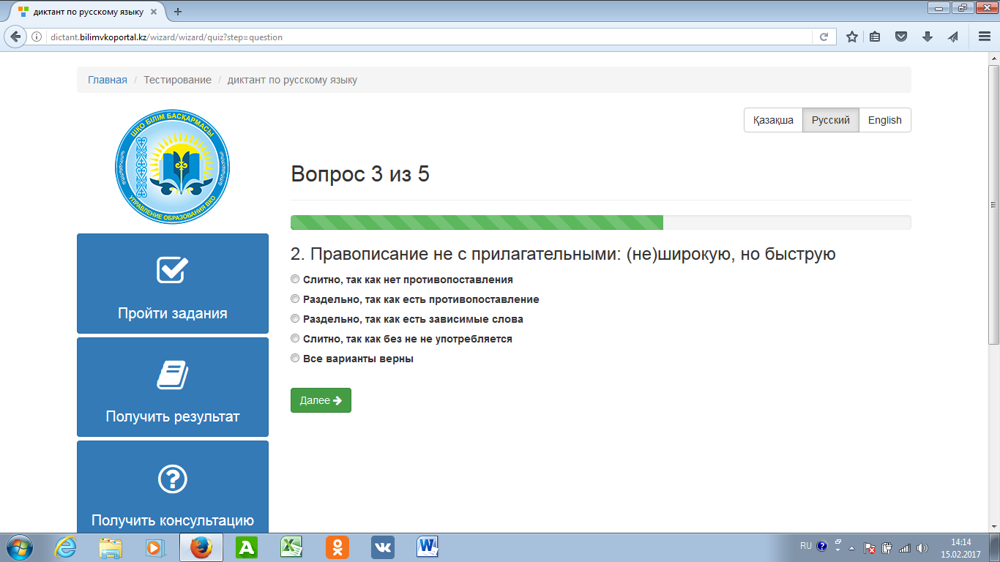 диктант по русскому языку
dictant.bilimvkoportal.kz/wizard/wizard/quiz?step=question
Главная / Тестирование / диктант по русскому языку
Қазақша Русский English
ШҚО БІЛІМ БАСҚАРМАСЫ
УПРАВЛЕНИЕ ОБРАЗОВАНИЯ ВКО
Вопрос 3 из 5
2. Правописание не с прилагательными: (не)широкую, но быструю
Слитно, так как нет противопоставления
Раздельно, так как есть противопоставление
Раздельно, так как есть зависимые слова
Слитно, так как без не не употребляется
Все варианты верны
Далее
Пройти задания
Получить результат
Получить консультацию
RU
14:14
15.02.2017